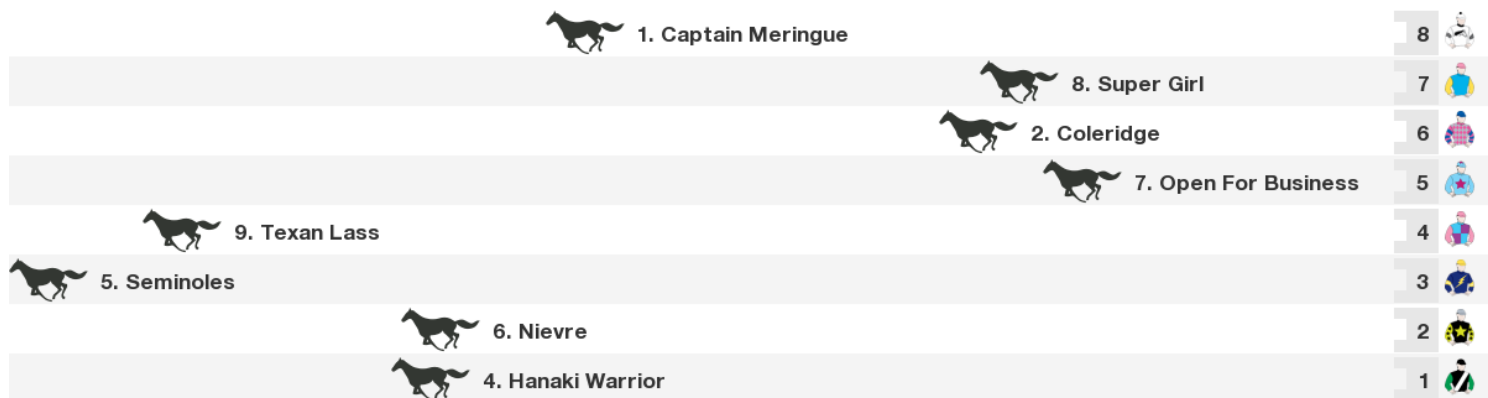 1. Captain Meringue 8
8. Super Girl 7
2. Coleridge 6
7. Open For Business 5
9. Texan Lass 4
5. Seminoles 3
6. Nievre 2
4. Hanaki Warrior 1